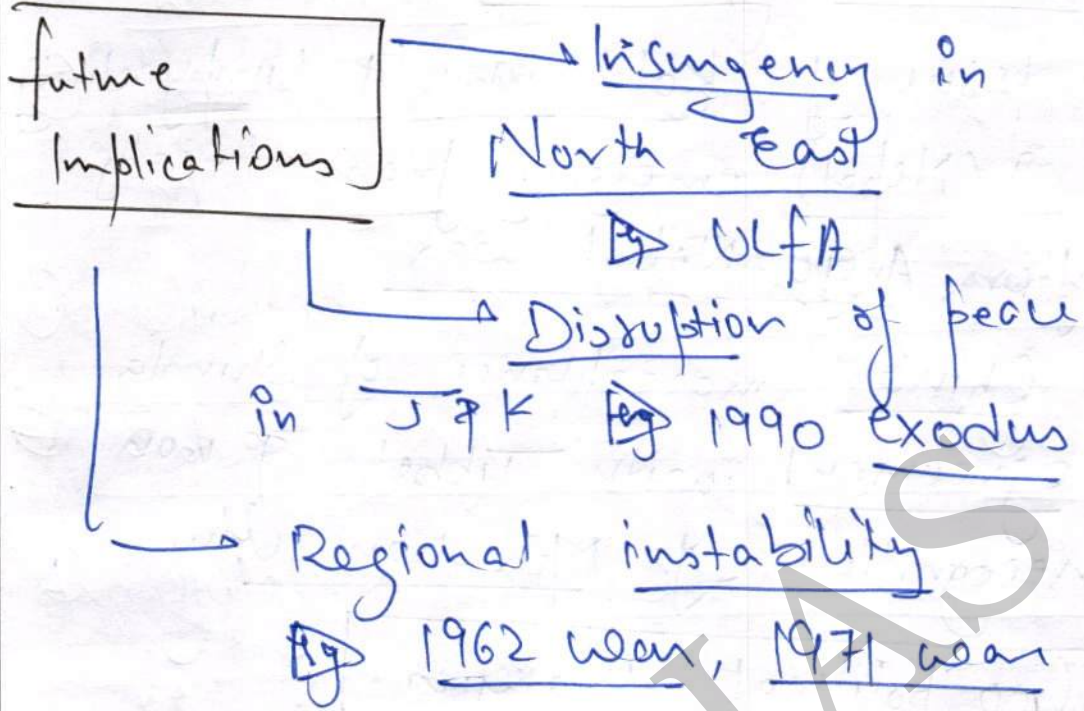 future
Implications
Insurgency in
North East
Eg ULfA
Disruption of peace
in J & K Eg 1990 exodus
Regional instability
Eg 1962 war, 1971 war
IAS